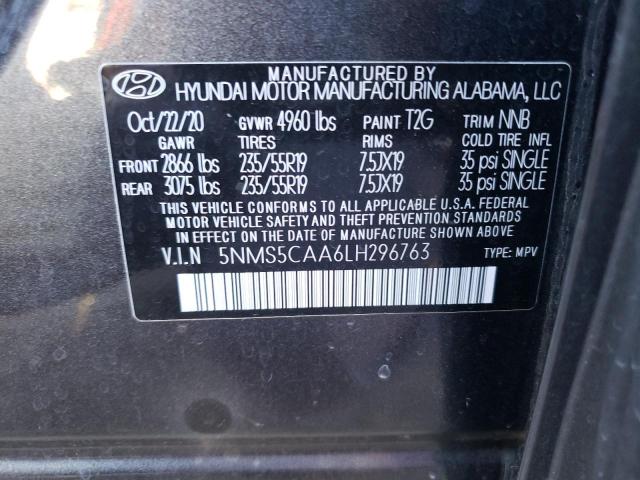 MANUFACTURED BY
HYUNDAI MOTOR MANUFACTURING ALABAMA, LLC
Oct/22/20 GVWR 4960 lbs PAINT T2G TRIM NNB
GAWR TIRES RIMS COLD TIRE INFL
FRONT 2866 lbs 235/55R19 7.5JX19 35 psi SINGLE
REAR 3075 lbs 235/55R19 7.5JX19 35 psi SINGLE
THIS VEHICLE CONFORMS TO ALL APPLICABLE U.S.A. FEDERAL
MOTOR VEHICLE SAFETY AND THEFT PREVENTION STANDARDS
IN EFFECT ON THE DATE OF MANUFACTURE SHOWN ABOVE.
V.I.N 5NMS5CAA6LH296763 TYPE: MPV